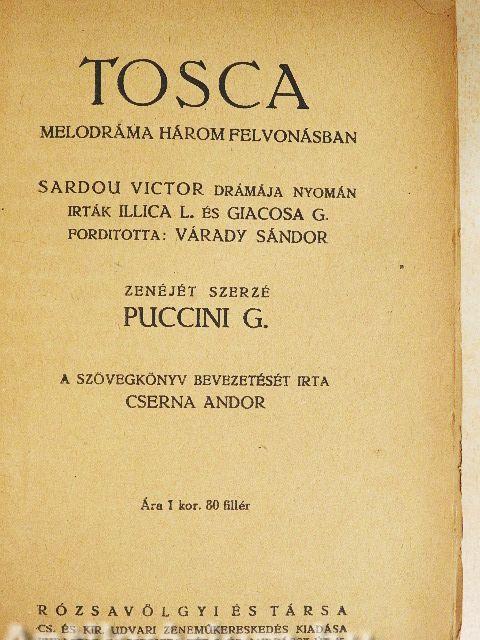 TOSCA
MELODRÁMA HÁROM FELVONÁSBAN
SARDOU VICTOR DRÁMÁJA NYOMÁN
IRTÁK ILLICA L. ÉS GIACOSA G.
FORDITOTTA: VÁRADY SÁNDOR
ZENÉJÉT SZERZÉ
PUCCINI G.
A SZÖVEGKÖNYV BEVEZETÉSÉT IRTA
CSERNA ANDOR
Ára 1 kor. 80 fillér
RÓZSAVÖLGYI ÉS TÁRSA
CS. ÉS KIR. UDVARI ZENEMŰKERESKEDÉS KIADÁSA